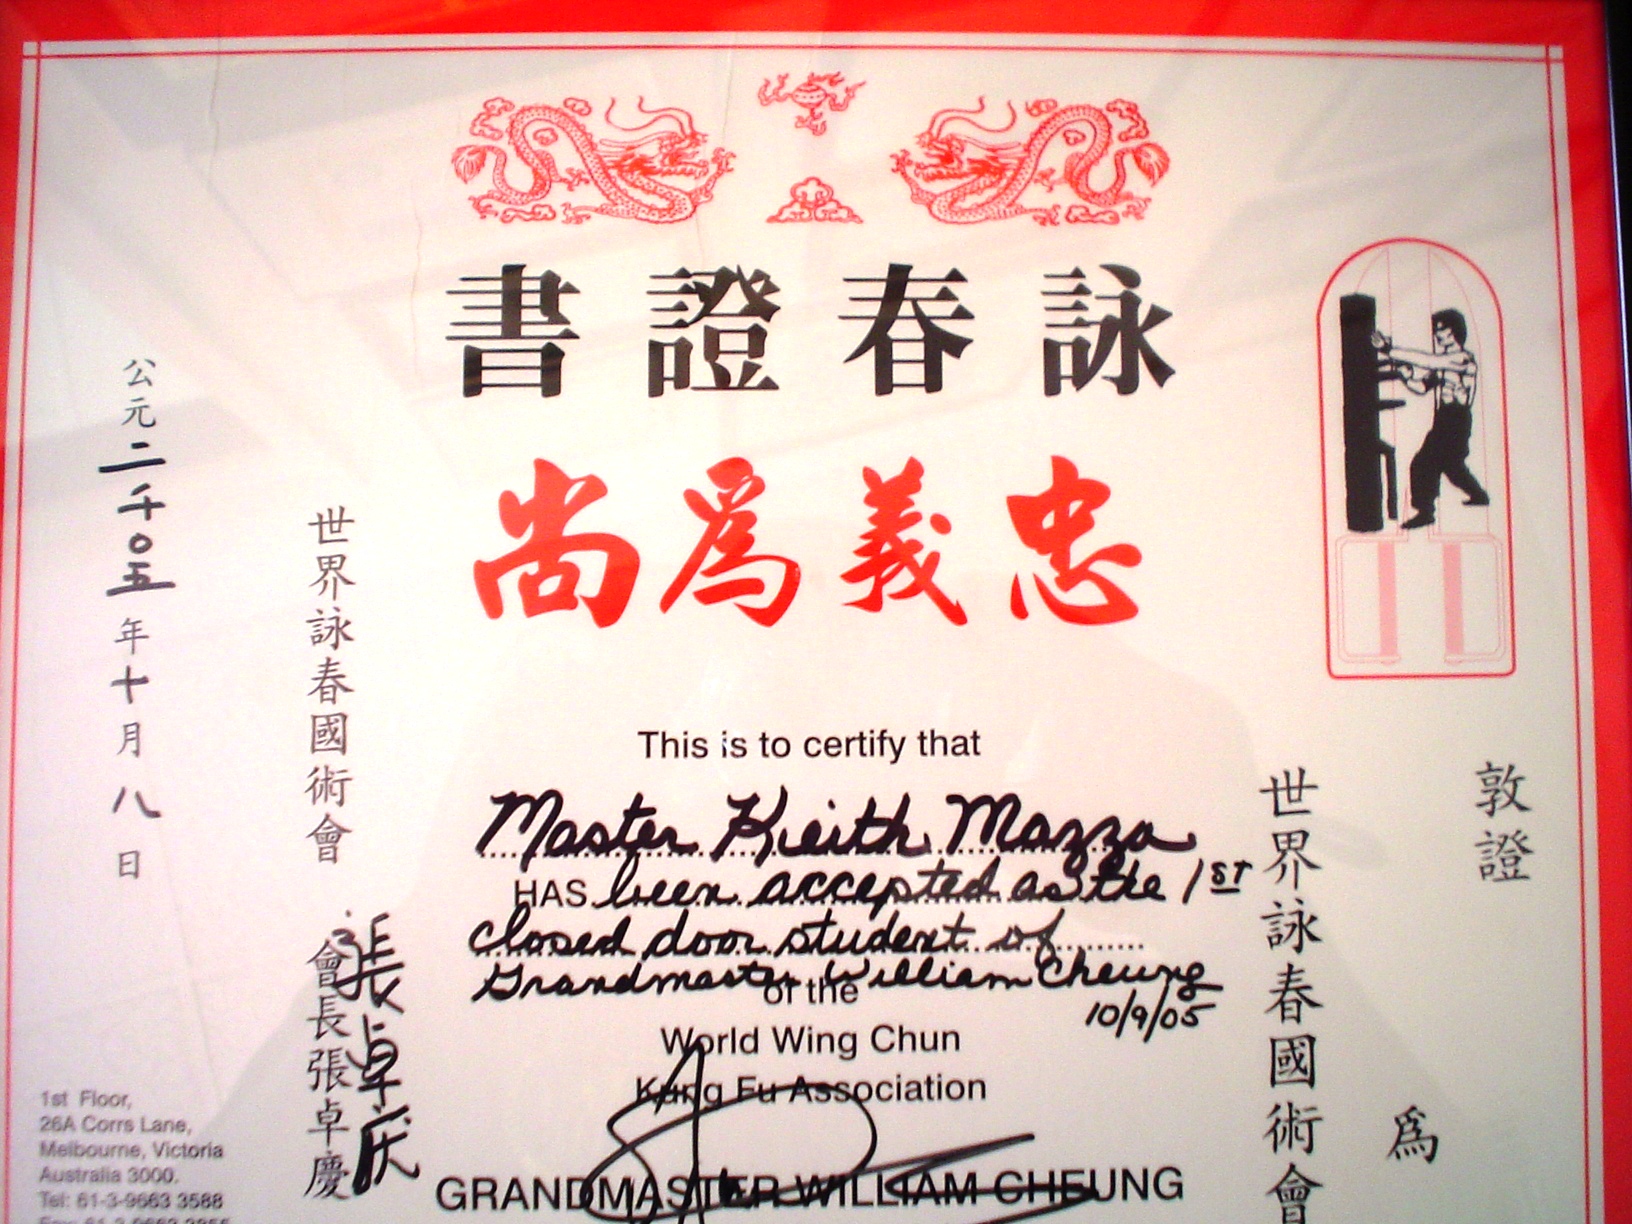 詠春證書
忠義爲尚
This is to certify that
Master Keith Mazza
HAS been accepted as the 1ST
closed door student of
Grandmaster William Cheung
of the
10/9/05
World Wing Chun
Kung Fu Association
GRANDMASTER WILLIAM CHEUNG
敦證
爲
世界詠春國術會
世界詠春國術會
會長張卓慶
張卓庆
公元二千0五年十月八日
1st Floor,
26A Corrs Lane,
Melbourne, Victoria
Australia 3000.
Tel: 61-3-9663 3588